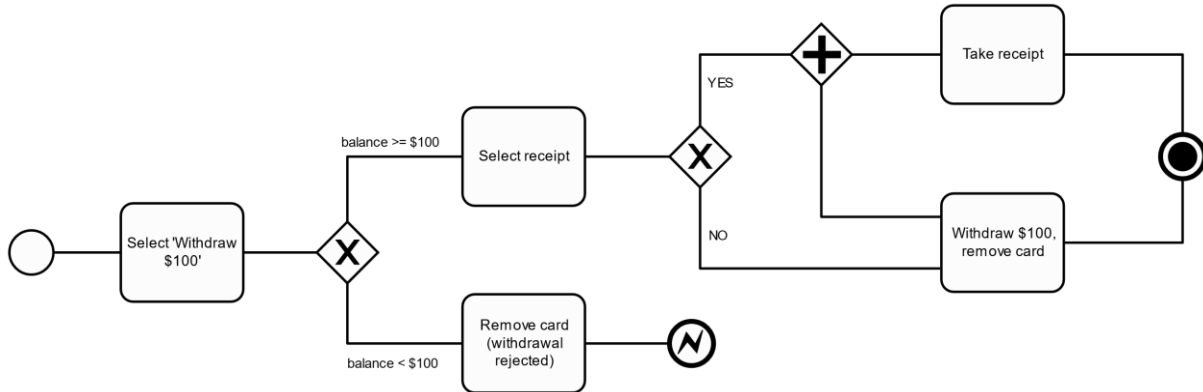 Take receipt
YES
balance >= $100
Select receipt
X
NO
Select 'Withdraw
$100'
X
Withdraw $100,
remove card
Remove card
(withdrawal
rejected)
balance < $100